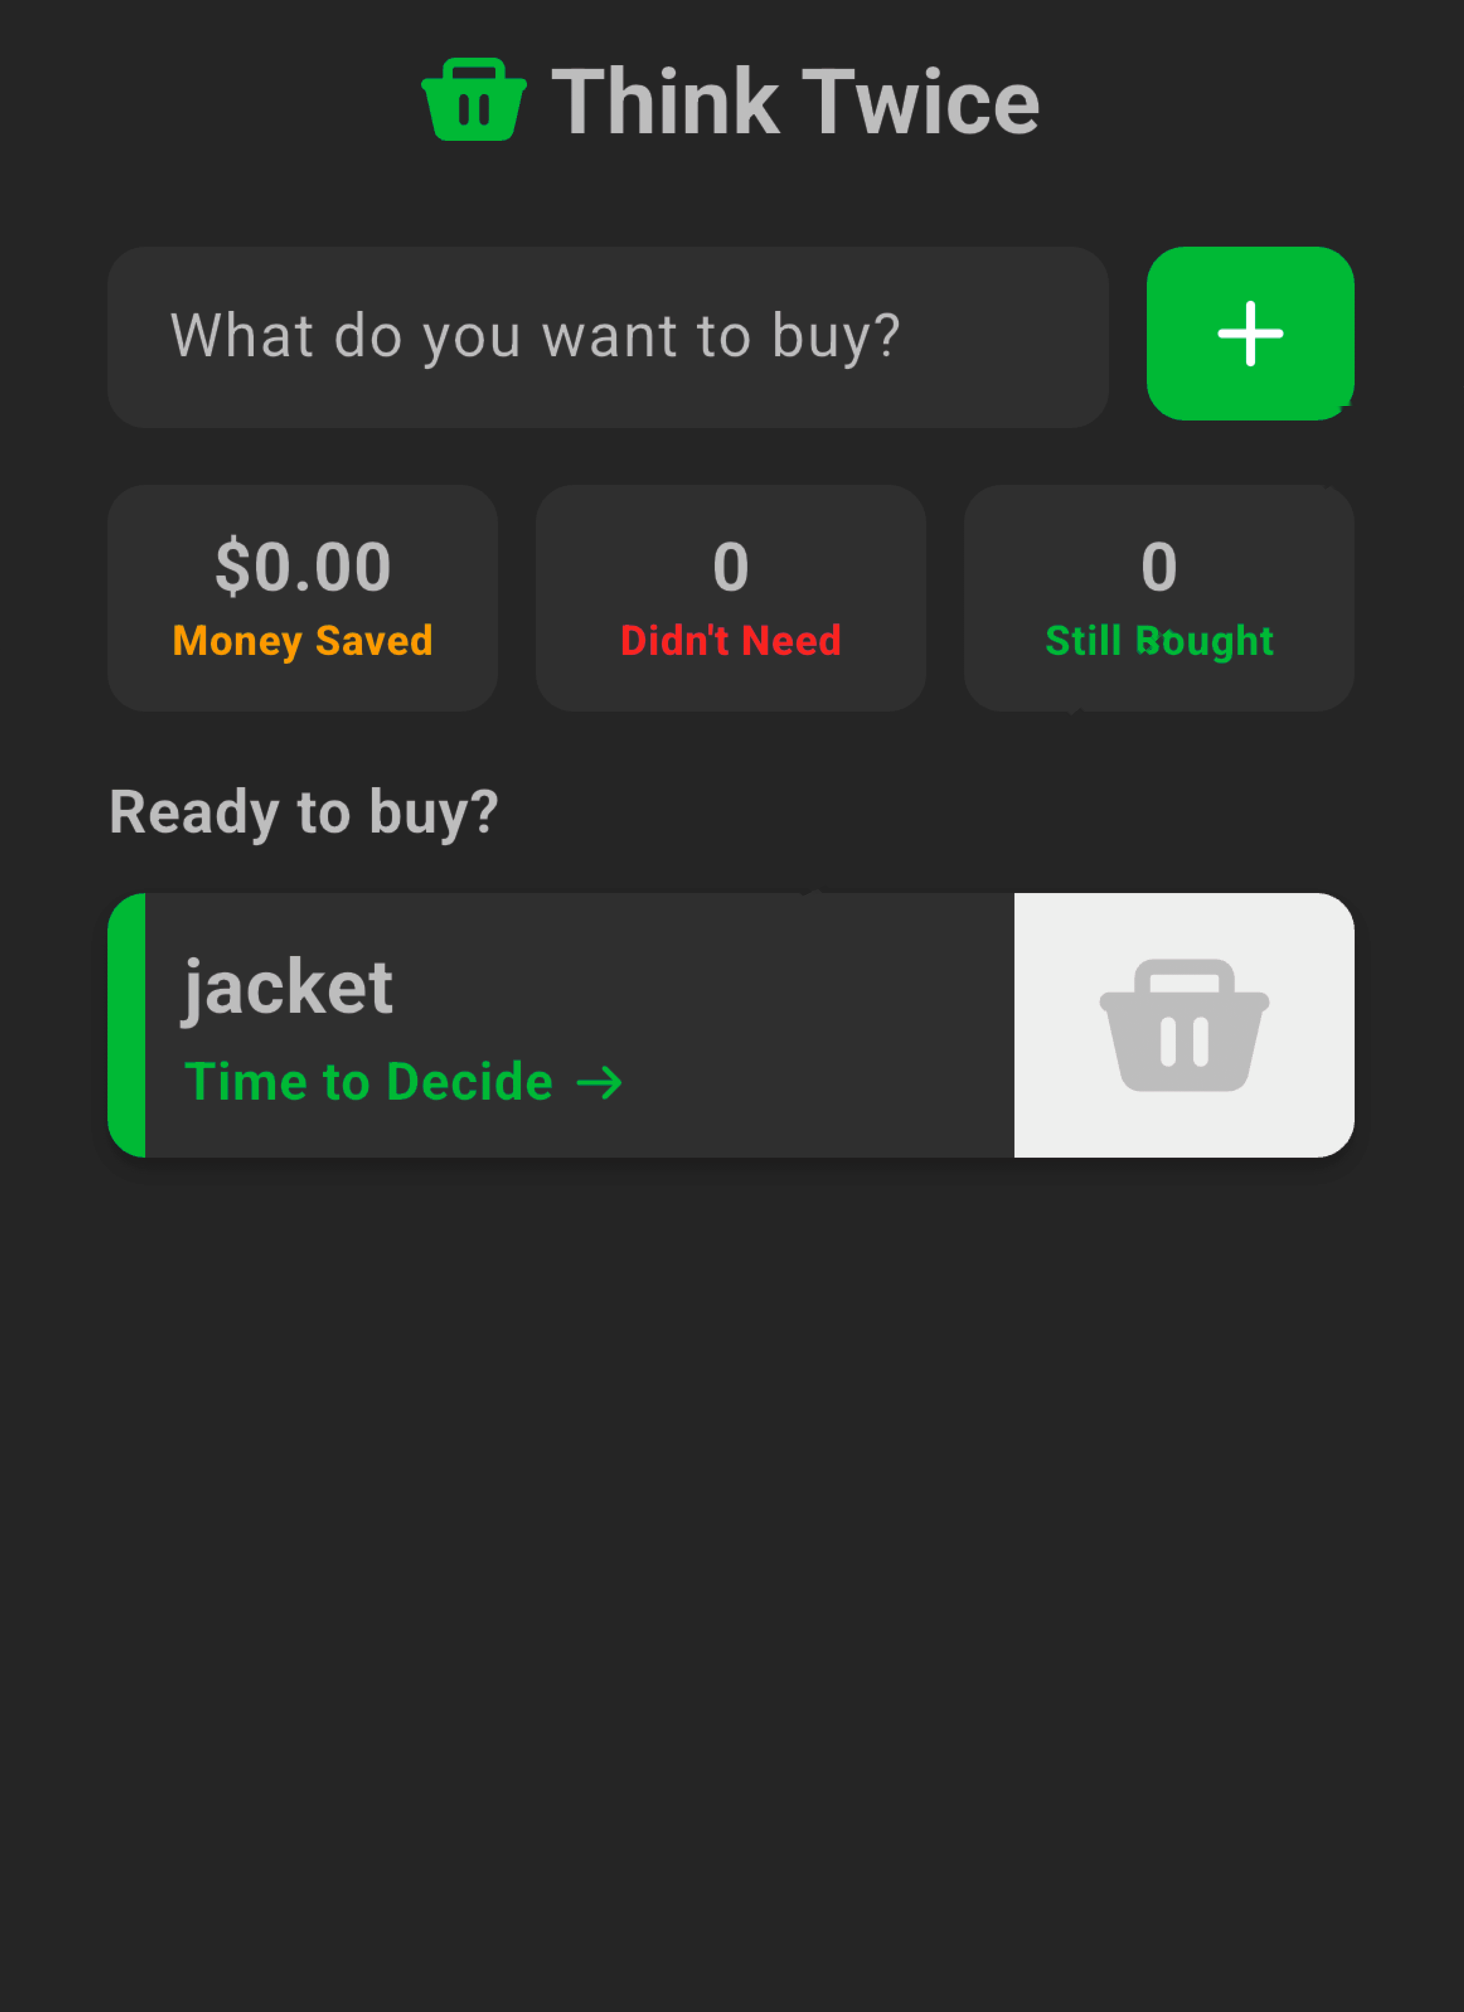 Think Twice
What do you want to buy?
$0.00
Money Saved
0
Didn't Need
0
Still Bought
Ready to buy?
jacket
Time to Decide →